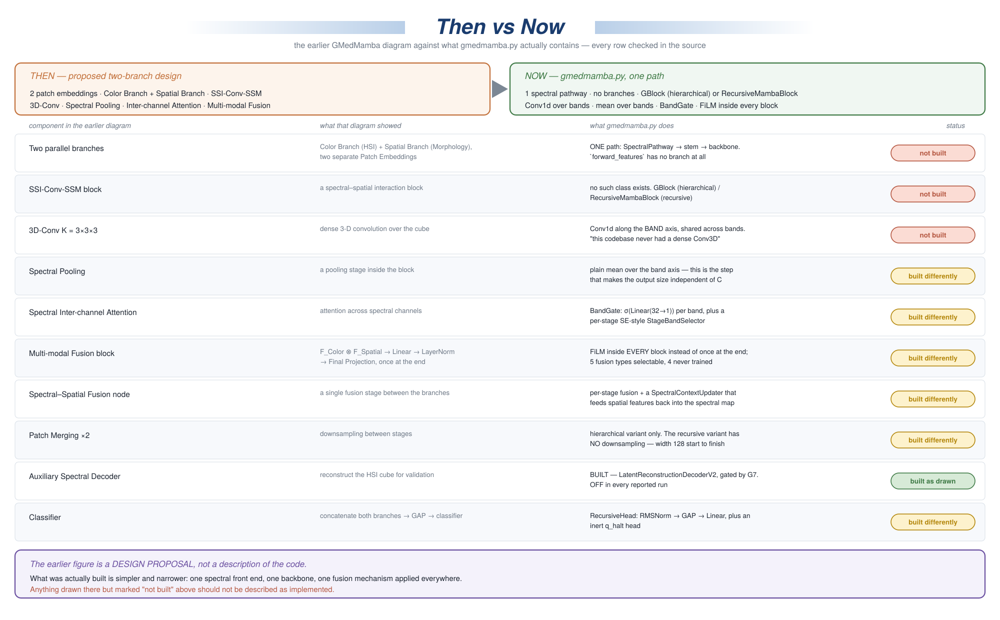 Then vs Now
the earlier GMedMamba diagram against what gmedmamba.py actually contains — every row checked in the source
THEN — proposed two-branch design
2 patch embeddings · Color Branch + Spatial Branch · SSI-Conv-SSM
3D-Conv · Spectral Pooling · Inter-channel Attention · Multi-modal Fusion
NOW — gmedmamba.py, one path
1 spectral pathway · no branches · GBlock (hierarchical) or RecursiveMambaBlock
Conv1d over bands · mean over bands · BandGate · FiLM inside every block
component in the earlier diagram
what that diagram showed
what gmedmamba.py does
status
Two parallel branches
Color Branch (HSI) + Spatial Branch (Morphology),
two separate Patch Embeddings
ONE path: SpectralPathway → stem → backbone.
`forward_features` has no branch at all
not built
SSI-Conv-SSM block
a spectral–spatial interaction block
no such class exists. GBlock (hierarchical) /
RecursiveMambaBlock (recursive)
not built
3D-Conv K = 3×3×3
dense 3-D convolution over the cube
Conv1d along the BAND axis, shared across bands.
"this codebase never had a dense Conv3D"
not built
Spectral Pooling
a pooling stage inside the block
plain mean over the band axis — this is the step
that makes the output size independent of C
built differently
Spectral Inter-channel Attention
attention across spectral channels
BandGate: σ(Linear(32→1)) per band, plus a
per-stage SE-style StageBandSelector
built differently
Multi-modal Fusion block
F_Color ⊗ F_Spatial → Linear → LayerNorm
→ Final Projection, once at the end
FiLM inside EVERY block instead of once at the end;
5 fusion types selectable, 4 never trained
built differently
Spectral–Spatial Fusion node
a single fusion stage between the branches
per-stage fusion + a SpectralContextUpdater that
feeds spatial features back into the spectral map
built differently
Patch Merging ×2
downsampling between stages
hierarchical variant only. The recursive variant has
NO downsampling — width 128 start to finish
built differently
Auxiliary Spectral Decoder
reconstruct the HSI cube for validation
BUILT — LatentReconstructionDecoderV2, gated by G7.
OFF in every reported run
built as drawn
Classifier
concatenate both branches → GAP → classifier
RecursiveHead: RMSNorm → GAP → Linear, plus an
inert q_halt head
built differently
The earlier figure is a DESIGN PROPOSAL, not a description of the code.
What was actually built is simpler and narrower: one spectral front end, one backbone, one fusion mechanism applied everywhere.
Anything drawn there but marked "not built" above should not be described as implemented.